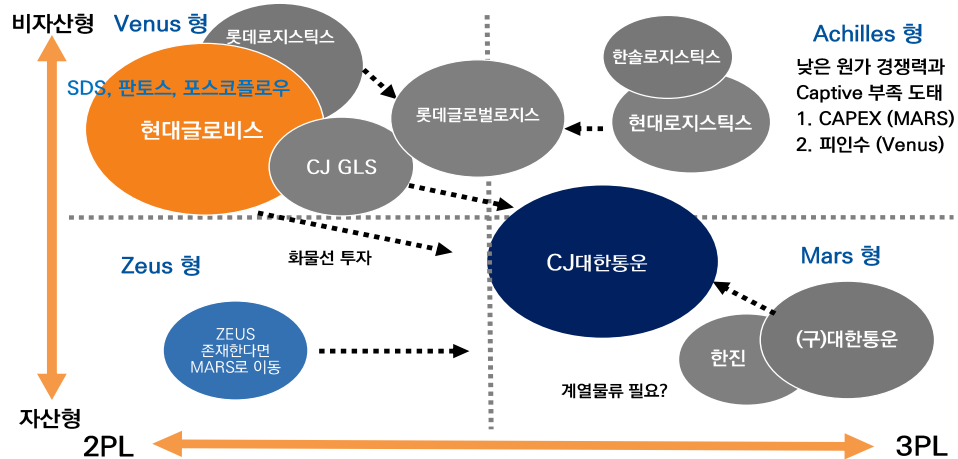 비자산형
Venus 형
롯데로지스틱스
SDS, 판토스, 포스코플로우
현대글로비스
CJ GLS
롯데글로벌로지스
한솔로지스틱스
현대로지스틱스
Achilles 형
낮은 원가 경쟁력과
Captive 부족 도태
1. CAPEX (MARS)
2. 피인수 (Venus)
화물선 투자
Zeus 형
ZEUS
존재한다면
MARS로 이동
CJ대한통운
Mars 형
(구)대한통운
한진
계열물류 필요?
자산형
2PL
3PL